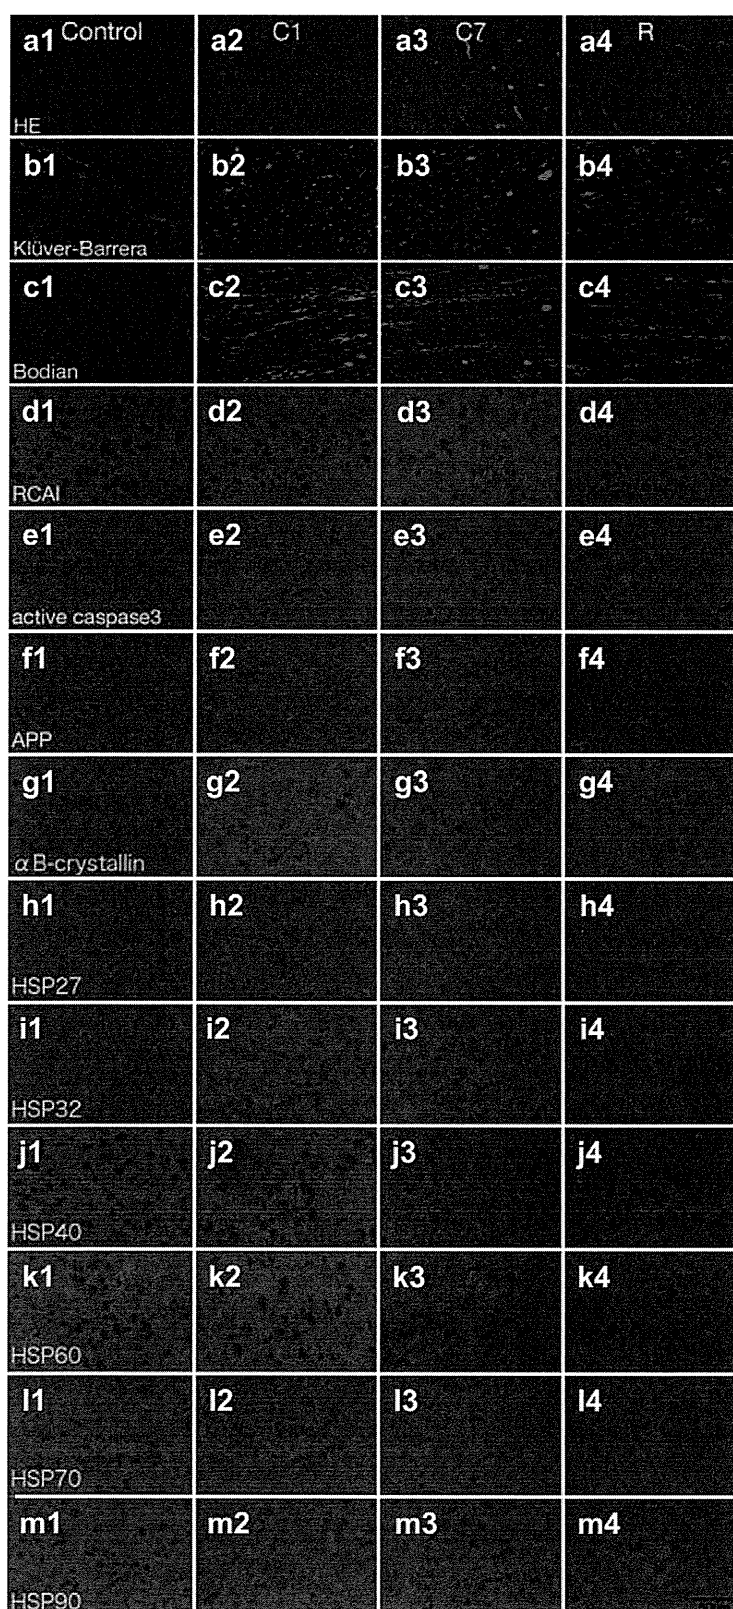 a1 Control a2 C1 a3 C7 a4 R
HE
b1 b2 b3 b4
Klüver-Barrera
c1 c2 c3 c4
Bodian
d1 d2 d3 d4
RCAI
e1 e2 e3 e4
active caspase3
f1 f2 f3 f4
APP
g1 g2 g3 g4
αB-crystallin
h1 h2 h3 h4
HSP27
i1 i2 i3 i4
HSP32
j1 j2 j3 j4
HSP40
k1 k2 k3 k4
HSP60
l1 l2 l3 l4
HSP70
m1 m2 m3 m4
HSP90